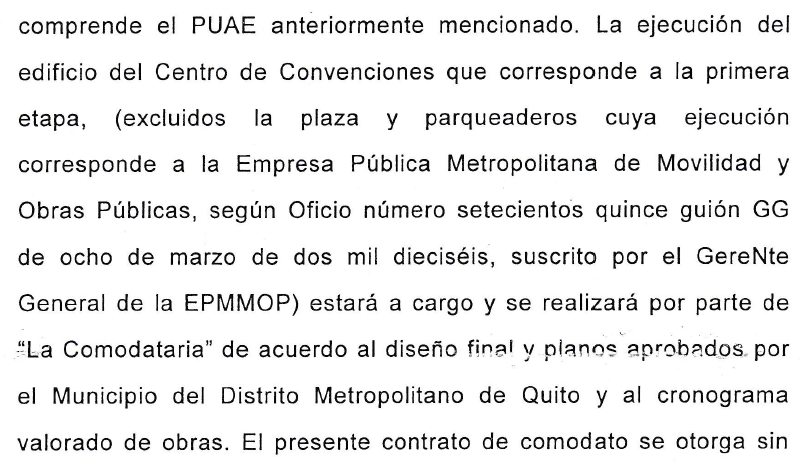 comprende el PUAE anteriormente mencionado. La ejecución del
edificio del Centro de Convenciones que corresponde a la primera
etapa, (excluidos la plaza y parqueaderos cuya ejecución
corresponde a la Empresa Pública Metropolitana de Movilidad y
Obras Públicas, según Oficio número setecientos quince guión GG
de ocho de marzo de dos mil dieciséis, suscrito por el GereNte
General de la EPMMOP) estará a cargo y se realizará por parte de
“La Comodataria” de acuerdo al diseño final y planos aprobados por
el Municipio del Distrito Metropolitano de Quito y al cronograma
valorado de obras. El presente contrato de comodato se otorga sin